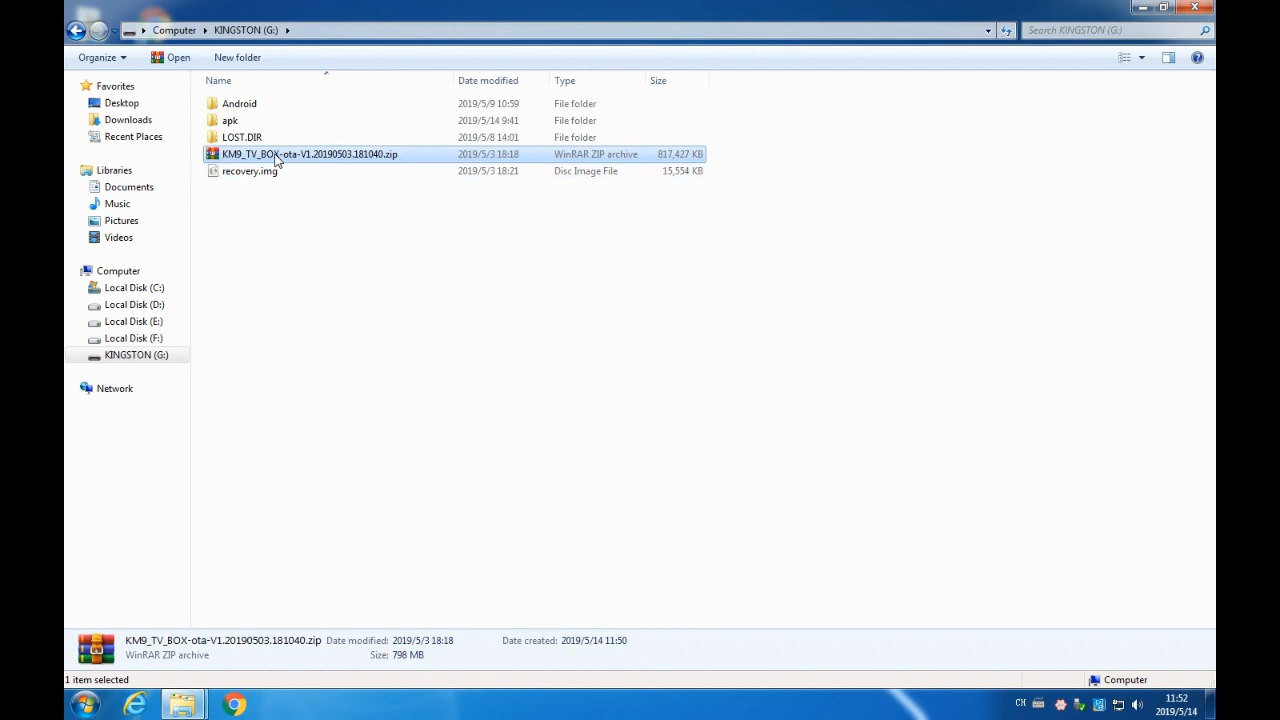 Computer KINGSTON (G:)
Search KINGSTON (G:)
Organize Open New folder
Name Date modified Type Size
Favorites
Desktop
Downloads
Recent Places
Libraries
Documents
Music
Pictures
Videos
Computer
Local Disk (C:)
Local Disk (D:)
Local Disk (E:)
Local Disk (F:)
KINGSTON (G:)
Network
Android 2019/5/9 10:59 File folder
apk 2019/5/14 9:41 File folder
LOST.DIR 2019/5/8 14:01 File folder
KM9_TV_BOX-ota-V1.20190503.181040.zip 2019/5/3 18:18 WinRAR ZIP archive 817,427 KB
recovery.img 2019/5/3 18:21 Disc Image File 15,554 KB
KM9_TV_BOX-ota-V1.20190503.181040.zip Date modified: 2019/5/3 18:18 Date created: 2019/5/14 11:50
WinRAR ZIP archive Size: 798 MB
1 item selected Computer
CH 11:52
2019/5/14